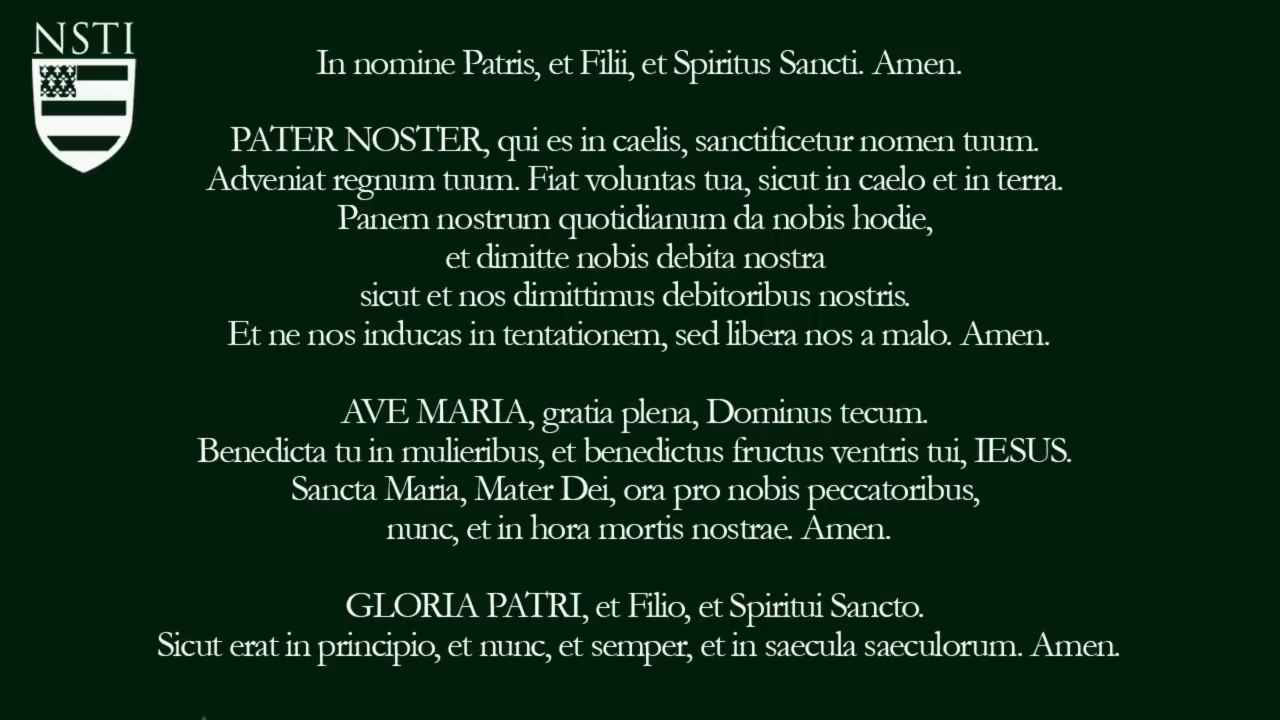 NSTI
In nomine Patris, et Filii, et Spiritus Sancti. Amen.
PATER NOSTER, qui es in caelis, sanctificetur nomen tuum.
Adveniat regnum tuum. Fiat voluntas tua, sicut in caelo et in terra.
Panem nostrum quotidianum da nobis hodie,
et dimitte nobis debita nostra
sicut et nos dimittimus debitoribus nostris.
Et ne nos inducas in tentationem, sed libera nos a malo. Amen.
AVE MARIA, gratia plena, Dominus tecum.
Benedicta tu in mulieribus, et benedictus fructus ventris tui, IESUS.
Sancta Maria, Mater Dei, ora pro nobis peccatoribus,
nunc, et in hora mortis nostrae. Amen.
GLORIA PATRI, et Filio, et Spiritui Sancto.
Sicut erat in principio, et nunc, et semper, et in saecula saeculorum. Amen.